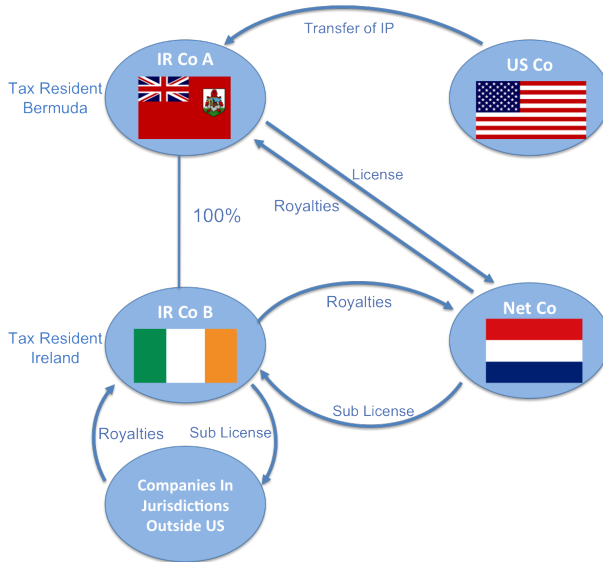 Transfer of IP
IR Co A
US Co
Tax Resident
Bermuda
License
Royalties
100%
IR Co B
Royalties
Net Co
Tax Resident
Ireland
Sub License
Royalties
Sub License
Companies In
Jurisdictions
Outside US